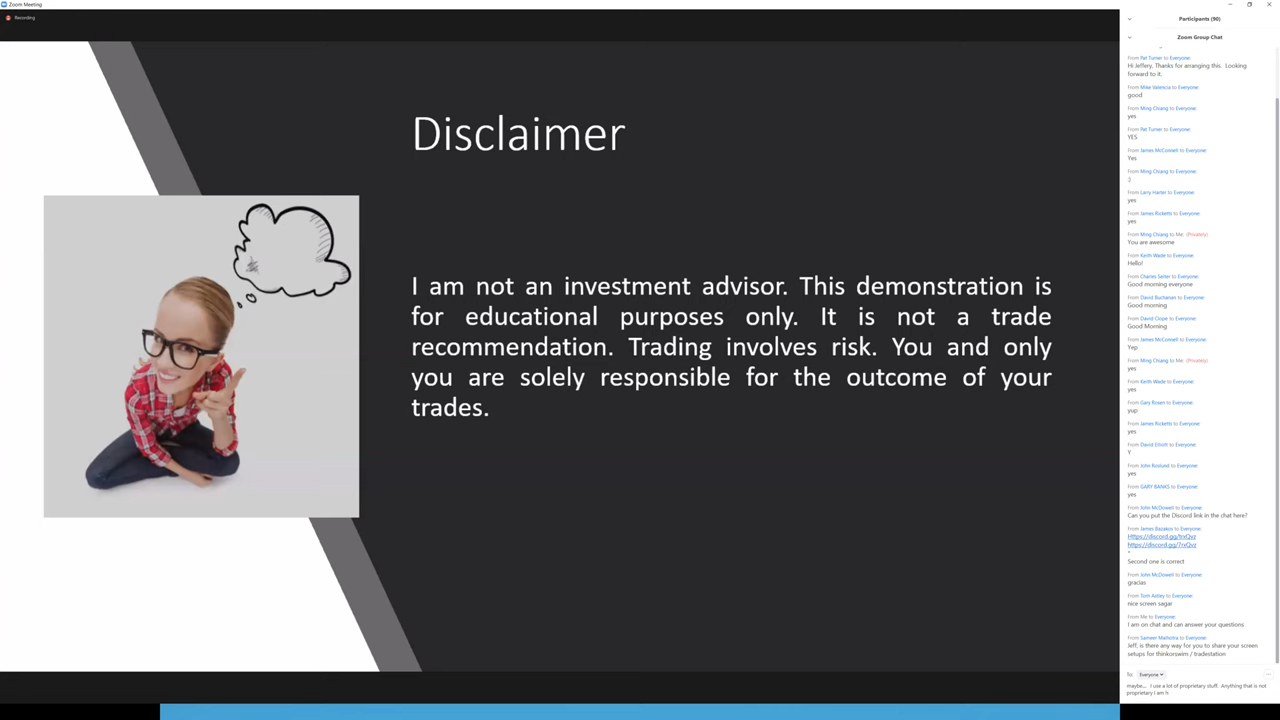 Zoom Meeting
Recording
Disclaimer
I am not an investment advisor. This demonstration is
for educational purposes only. It is not a trade
recommendation. Trading involves risk you and only
you are solely responsible for the outcome of your
trades.
Participants (90)
Zoom Group Chat
From Pat Turner to Everyone:
Hi Jeffery. Thanks for arranging this. Looking
forward to it.
From Mike Valencia to Everyone:
good
From Ming Chiang to Everyone:
yes
From Pat Turner to Everyone:
YES
From James McConnell to Everyone:
Yes
From Ming Chiang to Everyone:
:)
From Larry Harter to Everyone:
yes
From James Ricketts to Everyone:
yes
From Ming Chiang to Me: (Privately)
You are awesome
From Keith Wade to Everyone:
Hello!
From Charles Seiter to Everyone:
Good morning everyone
From David Buchanan to Everyone:
Good morning
From David Clope to Everyone:
Good Morning
From James McConnell to Everyone:
Yep
From Ming Chiang to Me: (Privately)
yes
From Keith Wade to Everyone:
yes
From Gary Rosen to Everyone:
yup
From James Ricketts to Everyone:
yes
From David Elliott to Everyone:
Y
From John Roslund to Everyone:
yes
From GARY BANKS to Everyone:
yes
From John McDowell to Everyone:
Can you put the Discord link in the chat here?
From James Razakos to Everyone:
Https://discord.gg/trxQvz
https://discord.gg/7rxQvz
*
Second one is correct
From John McDowell to Everyone:
gracias
From Tom Astley to Everyone:
nice screen sagar
From Me to Everyone:
I am on chat and can answer your questions
From Sameer Malhotra to Everyone:
Jeff, is there any way for you to share your screen
setups for thinkorswim / tradestation
To: Everyone
maybe... I use a lot of proprietary stuff. Anything that is not
proprietary I am h